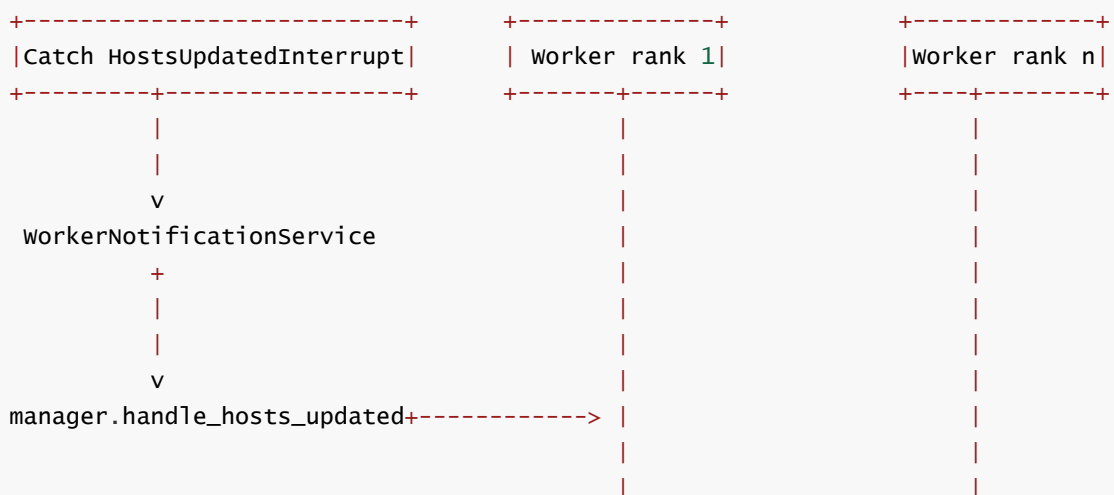 +--------------------------+      +-------------+            +------------+
|Catch HostsUpdatedInterrupt|      | Worker rank 1|            |Worker rank n|
+---------+-----------------+      +-------+------+            +----+--------+
          |                                |                        |
          |                                |                        |
          v                                |                        |
 WorkerNotificationService                 |                        |
          +                                |                        |
          |                                |                        |
          |                                |                        |
          v                                |                        |
manager.handle_hosts_updated+------------> |                        |
                                           |                        |
                                           |                        |